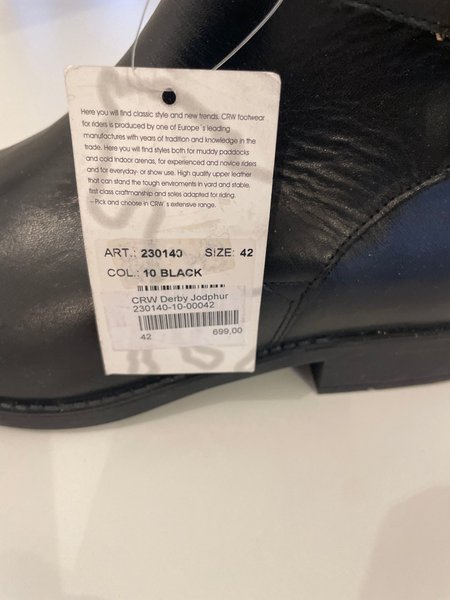 Here you will find classic style and new trends. CRW footwear
for riders is produced by one of Europe´s leading
manufactures with years of tradition and knowledge in the
trade. Here you will find styles both for muddy paddocks
and cold indoor arenas, for experienced and novice riders
and for everyday- or show use. High quality upper leather
that can stand the tough enviroments in yard and stable,
first class craftmanship and soles adapted for riding.
– Pick and choose in CRW´s extensive range.
ART.: 230140 SIZE: 42
COL.: 10 BLACK
CRW Derby Jodphur
230140-10-00042
42 699,00